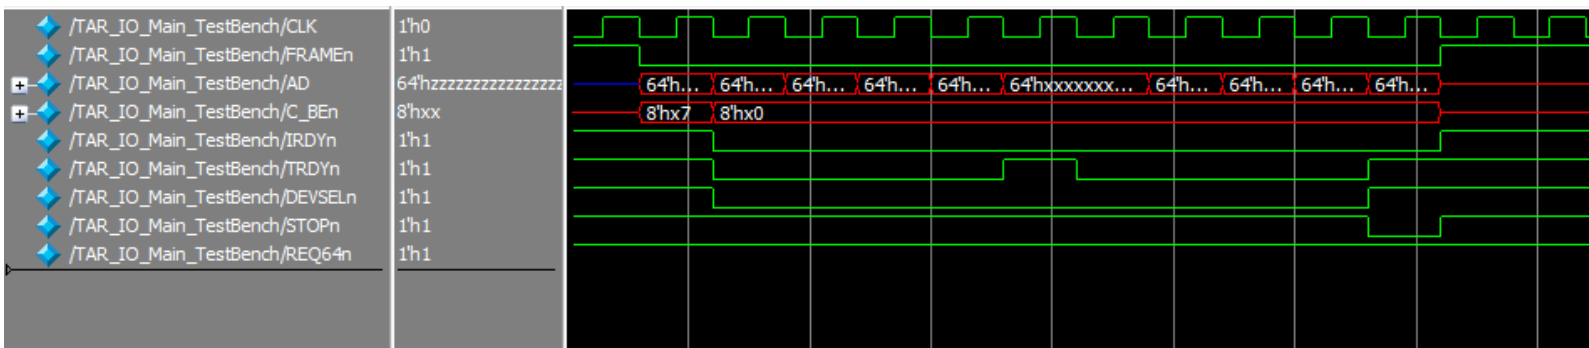 /TAR_IO_Main_TestBench/CLK 1'h0
/TAR_IO_Main_TestBench/FRAMEn 1'h1
/TAR_IO_Main_TestBench/AD 64'hzzzzzzzzzzzzzzzz 64'h... 64'h... 64'h... 64'h... 64'h... 64'hxxxxxxx... 64'h... 64'h... 64'h... 64'h...
/TAR_IO_Main_TestBench/C_BEn 8'hxx 8'hx7 8'hx0
/TAR_IO_Main_TestBench/IRDYn 1'h1
/TAR_IO_Main_TestBench/TRDYn 1'h1
/TAR_IO_Main_TestBench/DEVSELn 1'h1
/TAR_IO_Main_TestBench/STOPn 1'h1
/TAR_IO_Main_TestBench/REQ64n 1'h1